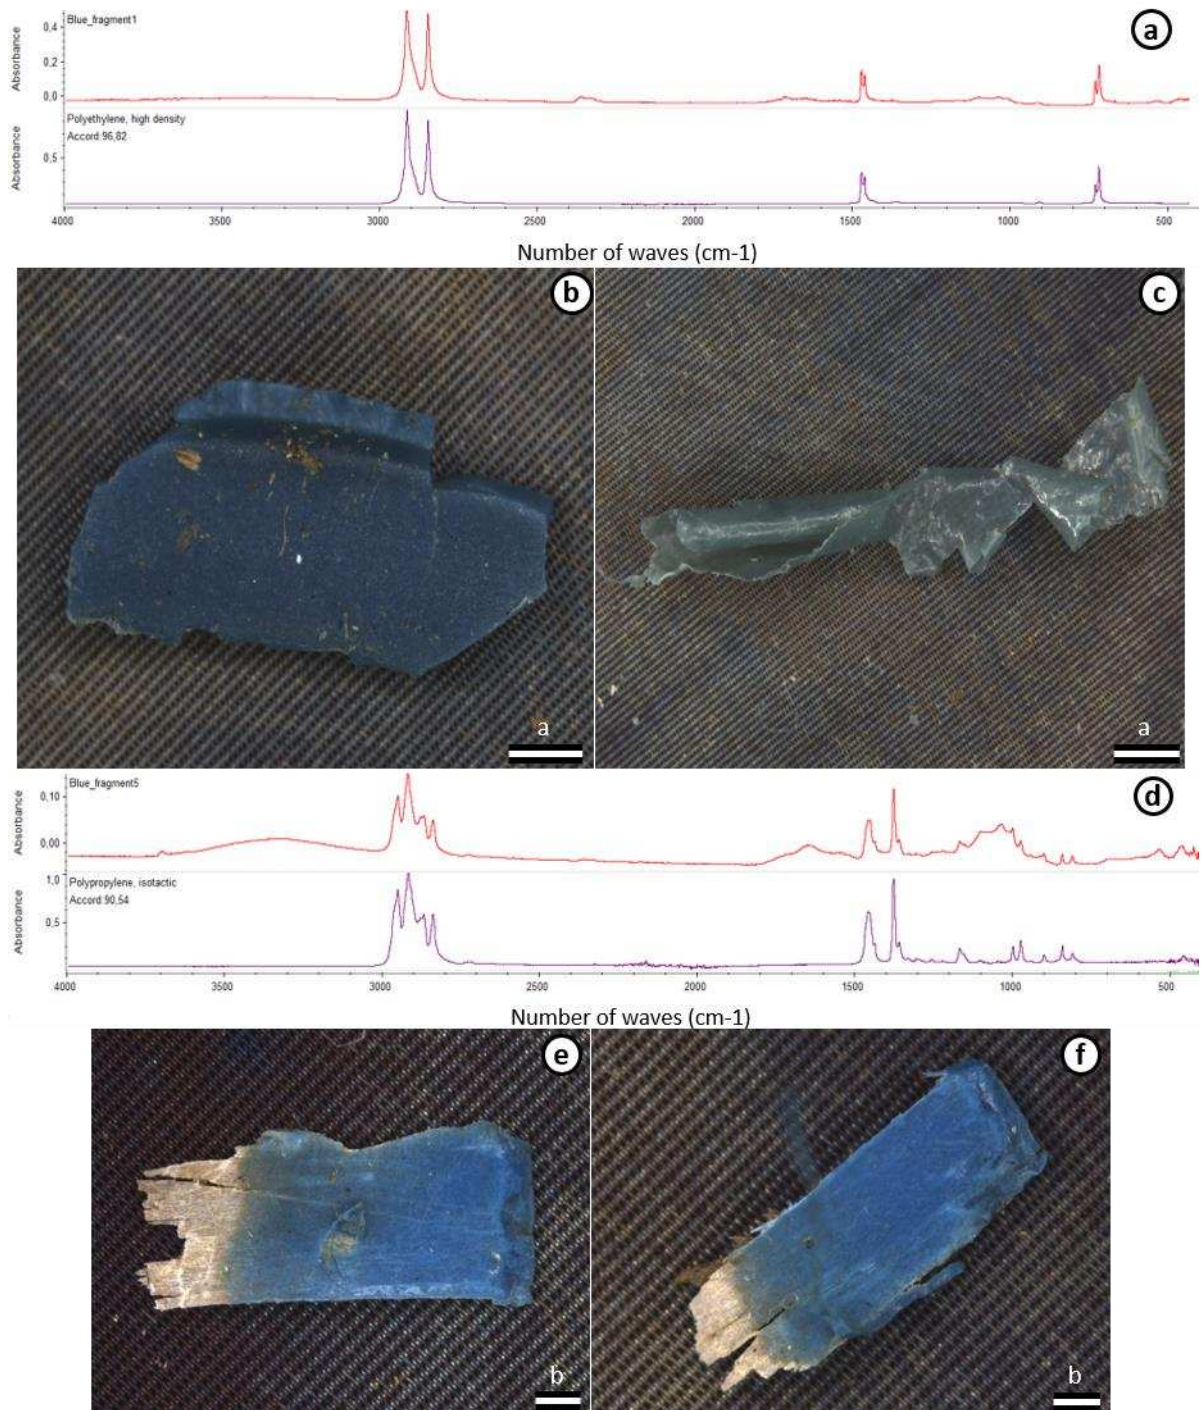 a
Blue_fragment1
Absorbance
0,4
0,2
0,0
Polyethylene, high density
Accord:96,82
Absorbance
0,5
4000 3000 2500 2000 1500 1000 500
Number of waves (cm-1)
b
a
c
a
d
Blue_fragment5
Absorbance
0,10
0,00
Polypropylene, isotactic
Accord:90,54
Absorbance
1,0
0,5
4000 3000 2500 2000 1500 1000 500
Number of waves (cm-1)
e
b
f
b